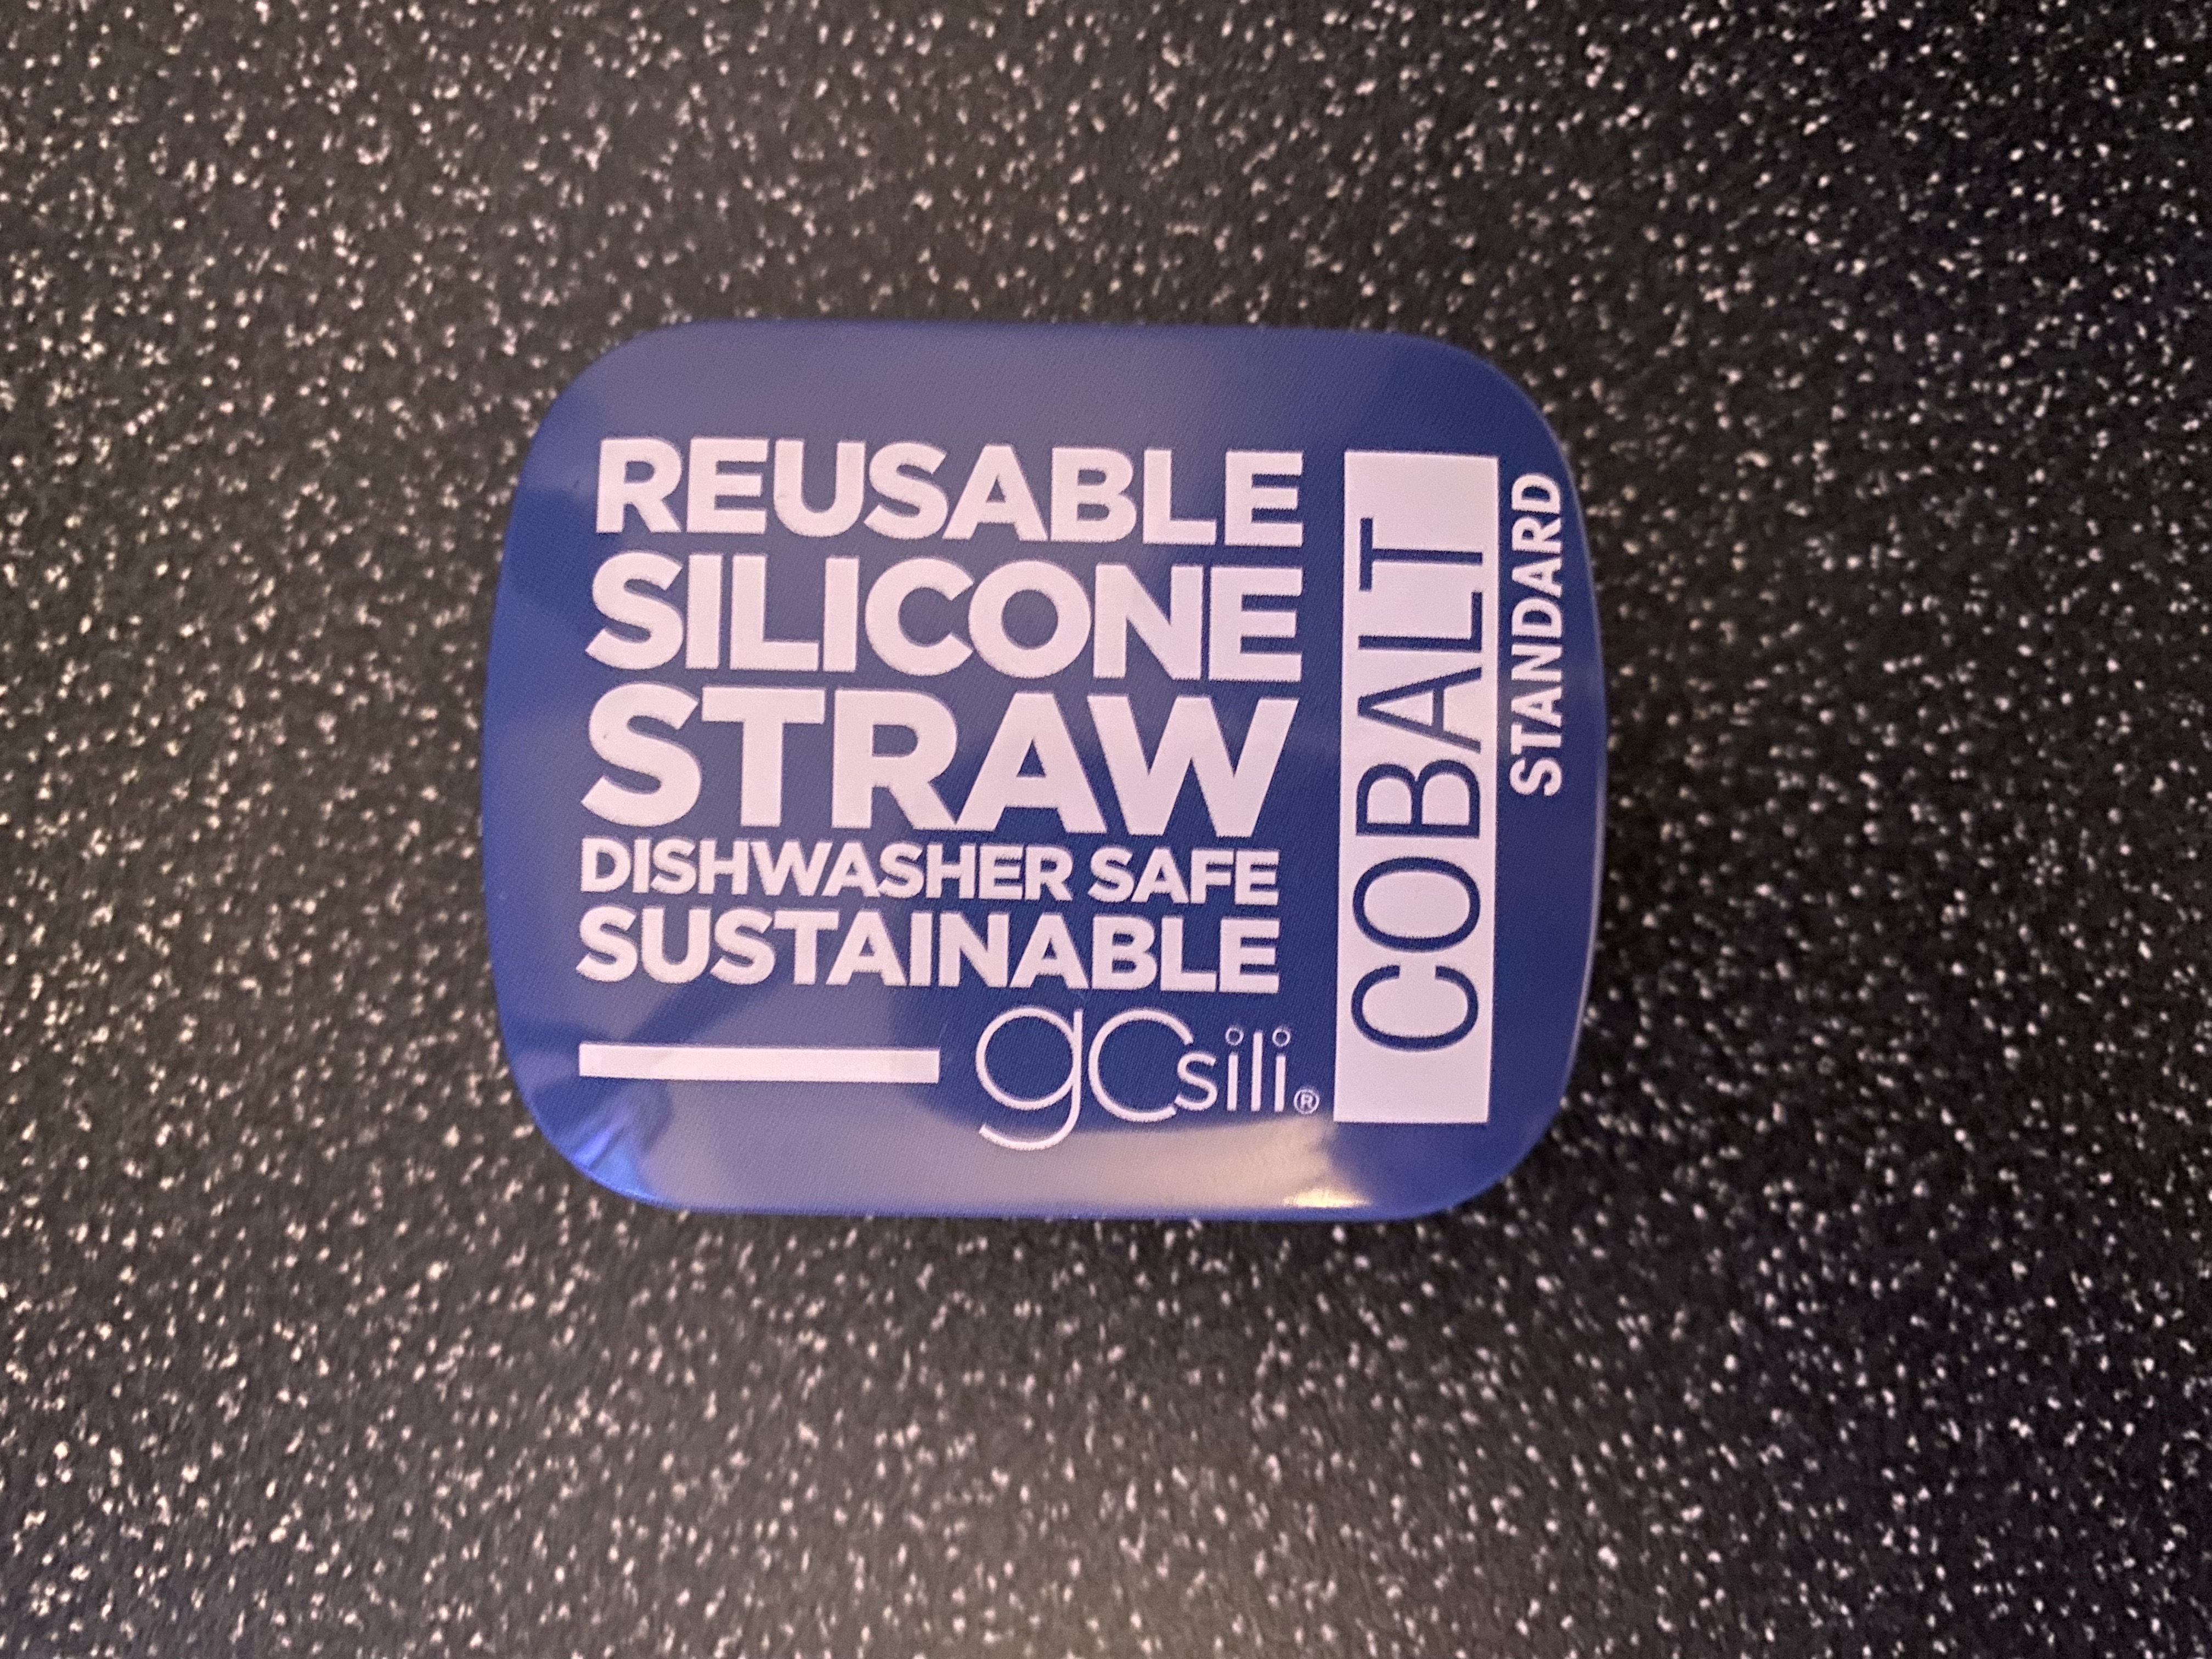 REUSABLE
SILICONE
STRAW
DISHWASHER SAFE
SUSTAINABLE
gosili®
COBALT
STANDARD